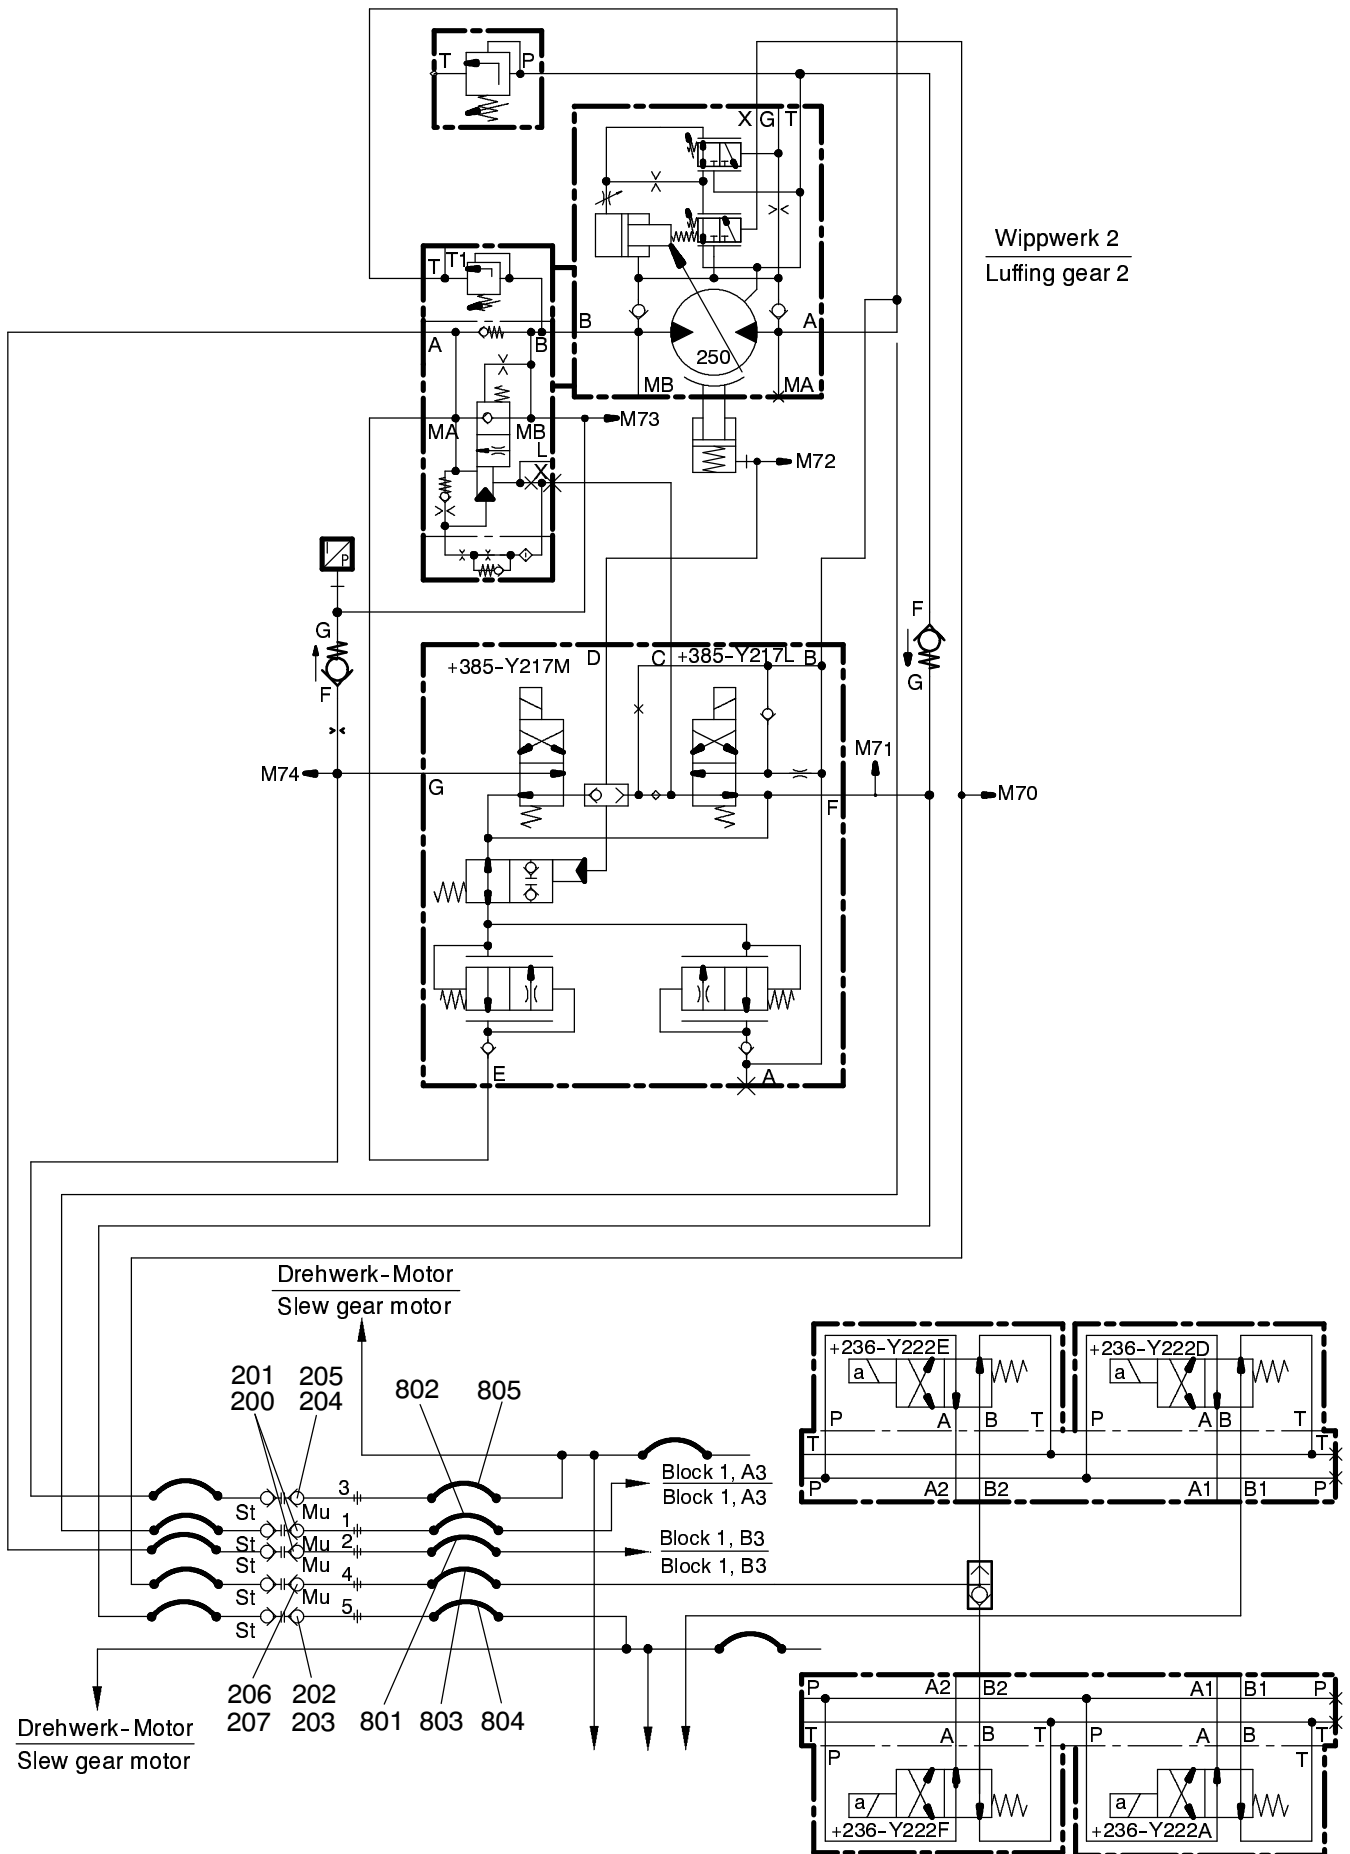 T
P
X G T
Wippwerk 2
Luffing gear 2
T T1
B
A
A
B
250
MB
MA
M73
MA
MB
L
M72
X
I
P
F
G
G
D
C
+385-Y217L
B
+385-Y217M
G
F
M71
M74
G
M70
F
E
A
Drehwerk-Motor
Slew gear motor
201
200
205
204
802
805
+236-Y222E
+236-Y222D
a
a
P
A
B
T
P
A
B
T
T
T
P
A2
B2
A1
B1
P
Block 1, A3
Block 1, A3
3
St
Mu
1
St
Mu
2
Block 1, B3
Block 1, B3
St
Mu
4
St
Mu
5
St
206
207
202
203
801
803
804
Drehwerk-Motor
Slew gear motor
P
A2
B2
A1
B1
P
T
A
B
T
P
A
B
T
P
T
a
a
+236-Y222F
+236-Y222A